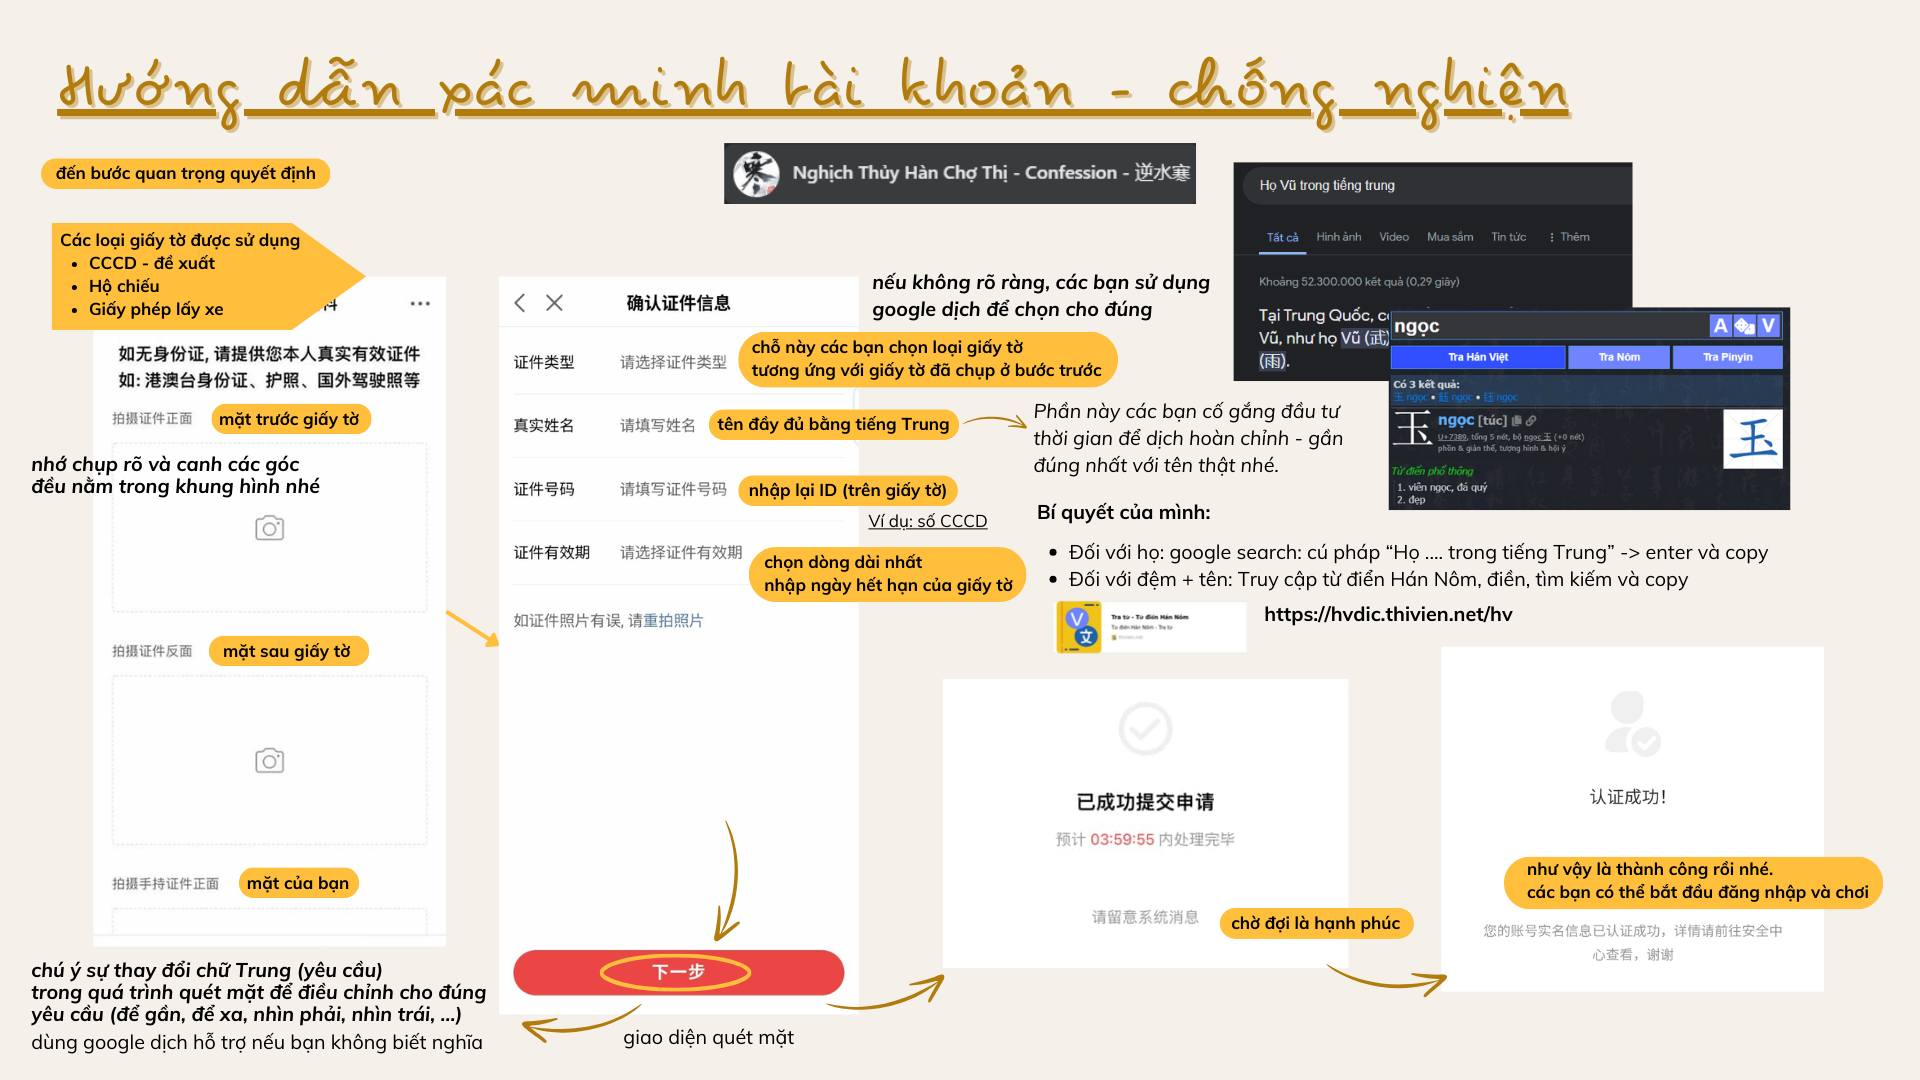 Hướng dẫn xác minh tài khoản - chống nghiện
đến bước quan trọng quyết định
Nghịch Thủy Hàn Chợ Thị - Confession - 逆水寒
Các loại giấy tờ được sử dụng
• CCCD - đề xuất
• Hộ chiếu
• Giấy phép lấy xe
如无身份证, 请提供您本人真实有效证件
如: 港澳台身份证、护照、国外驾驶照等
拍摄证件正面
mặt trước giấy tờ
nhớ chụp rõ và canh các góc
đều nằm trong khung hình nhé
拍摄证件反面
mặt sau giấy tờ
拍摄手持证件正面
mặt của bạn
chú ý sự thay đổi chữ Trung (yêu cầu)
trong quá trình quét mặt để điều chỉnh cho đúng
yêu cầu (để gần, để xa, nhìn phải, nhìn trái, ...)
dùng google dịch hỗ trợ nếu bạn không biết nghĩa
确认证件信息
证件类型 请选择证件类型
chỗ này các bạn chọn loại giấy tờ
tương ứng với giấy tờ đã chụp ở bước trước
真实姓名 请填写姓名
tên đầy đủ bằng tiếng Trung
证件号码 请填写证件号码
nhập lại ID (trên giấy tờ)
Ví dụ: số CCCD
证件有效期 请选择证件有效期
chọn dòng dài nhất
nhập ngày hết hạn của giấy tờ
如证件照片有误, 请重拍照片
下一步
giao diện quét mặt
nếu không rõ ràng, các bạn sử dụng
google dịch để chọn cho đúng
Phần này các bạn cố gắng đầu tư
thời gian để dịch hoàn chỉnh - gần
đúng nhất với tên thật nhé.
Họ Vũ trong tiếng trung
Tất cả Hình ảnh Video Mua sắm Tin tức ⋮ Thêm
Khoảng 52.300.000 kết quả (0,29 giây)
Tại Trung Quốc, c
Vũ, như họ Vũ (武)
(雨).
ngọc
A V
Tra Hán Việt Tra Nôm Tra Pinyin
Có 3 kết quả:
玉 ngọc • 鈺 ngọc • 钰 ngọc
玉 ngọc [túc]
U+7389, tổng 5 nét, bộ ngọc 玉 (+0 nét)
phồn & giản thể, tượng hình & hội ý
玉
Từ điển phổ thông
1. viên ngọc, đá quý
2. đẹp
Bí quyết của mình:
• Đối với họ: google search: cú pháp “Họ .... trong tiếng Trung” -> enter và copy
• Đối với đệm + tên: Truy cập từ điển Hán Nôm, điền, tìm kiếm và copy
V 文
Tra từ - Từ điển Hán Nôm
Từ điển Hán Nôm - Tra từ
https://hvdic.thivien.net/hv
已成功提交申请
预计 03:59:55 内处理完毕
请留意系统消息
chờ đợi là hạnh phúc
认证成功!
như vậy là thành công rồi nhé.
các bạn có thể bắt đầu đăng nhập và chơi
您的账号实名信息已认证成功，详情请前往安全中
心查看，谢谢